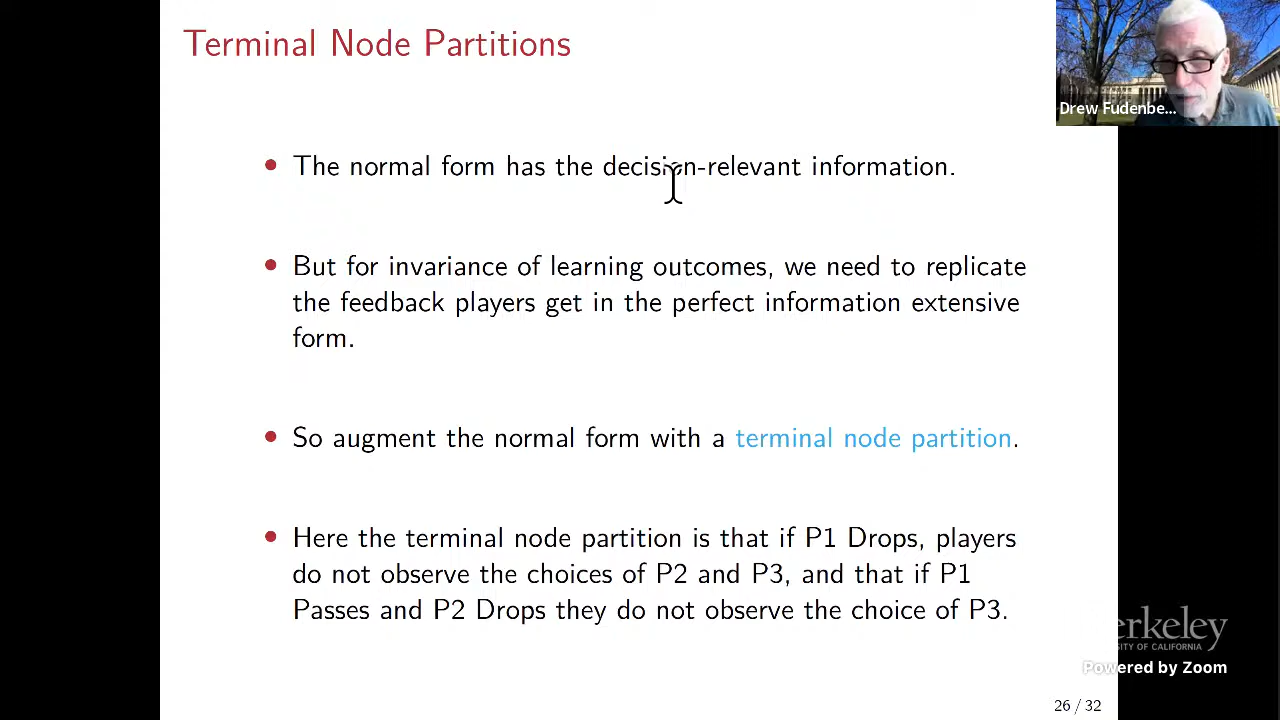 Terminal Node Partitions
Drew Fudenbe...
• The normal form has the decision-relevant information.
• But for invariance of learning outcomes, we need to replicate
the feedback players get in the perfect information extensive
form.
• So augment the normal form with a terminal node partition.
• Here the terminal node partition is that if P1 Drops, players
do not observe the choices of P2 and P3, and that if P1
Passes and P2 Drops they do not observe the choice of P3.
erkeley
SITY OF CALIFORNIA
Powered by Zoom
26 / 32